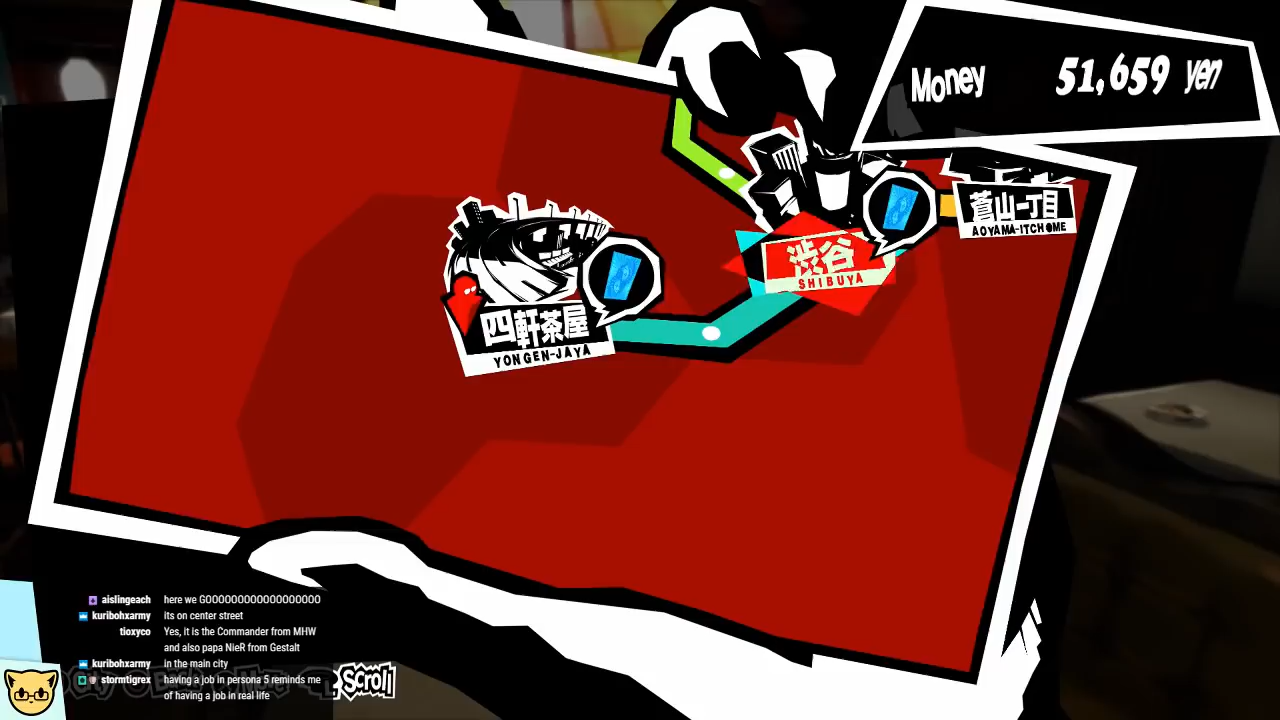 Money 51,659 yen
蒼山一丁目
AOYAMA-ITCHOME
渋谷
SHIBUYA
四軒茶屋
YONGEN-JAYA
aislingeach here we GOOOOOOOOOOOOOOOOOO
kuribohxarmy its on center street
tioxyco Yes, it is the Commander from MHW
and also papa NieR from Gestalt
kuribohxarmy in the main city
stormtigrex having a job in persona 5 reminds me
of having a job in real life
Scroll